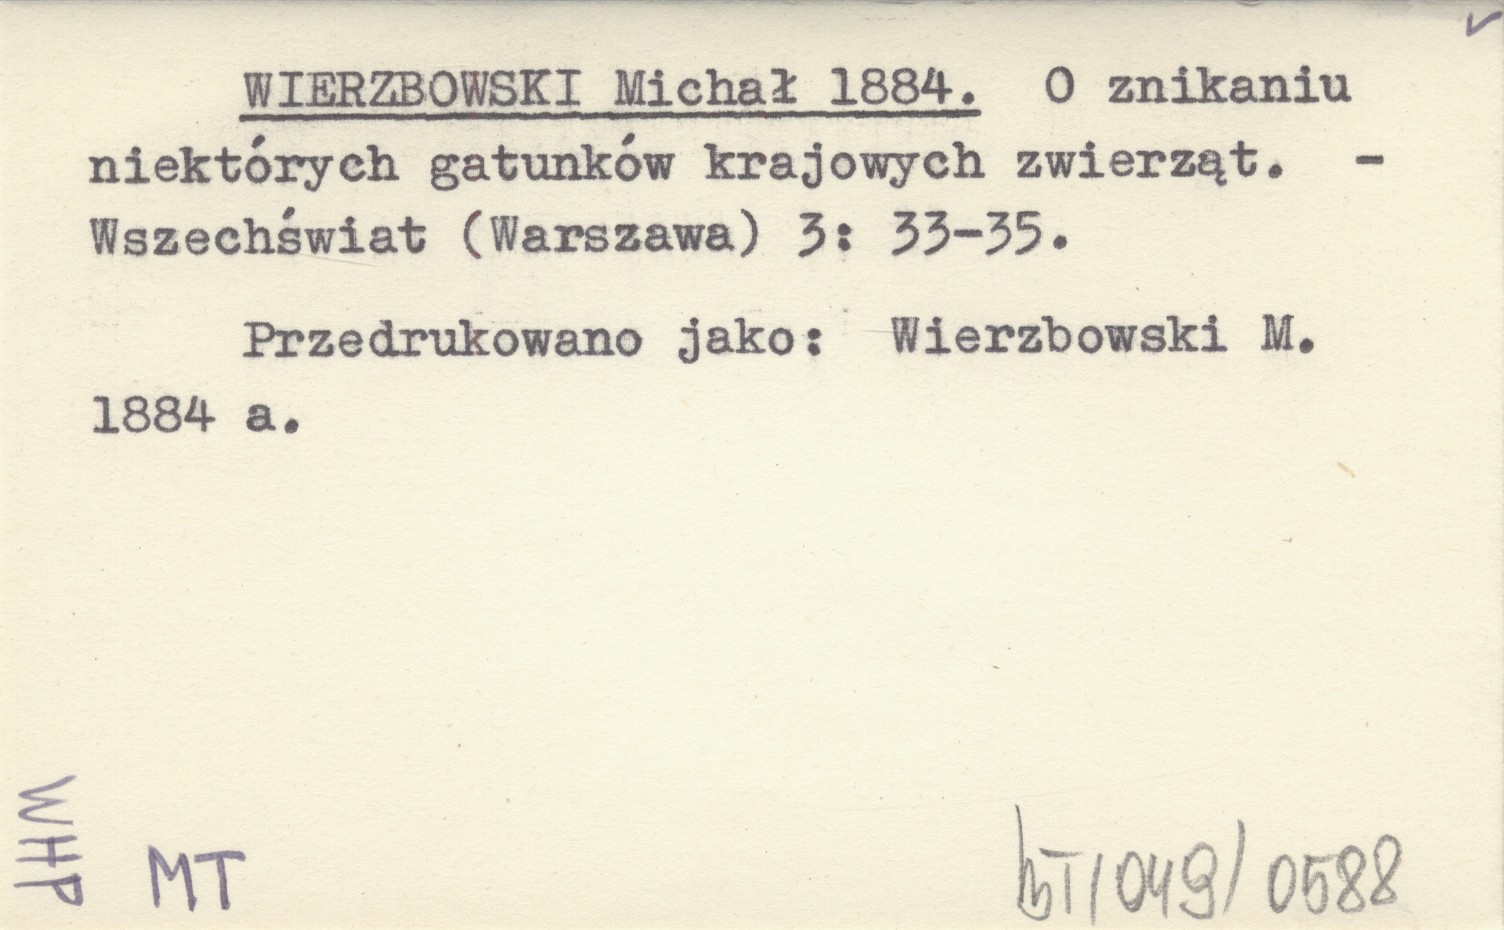 WIERZBOWSKI Michał 1884. O znikaniu
niektórych gatunków krajowych zwierząt. -
Wszechświat (Warszawa) 3: 33-35.
Przedrukowano jako: Wierzbowski M.
1884 a.
WHP
MT
BT/049/0588